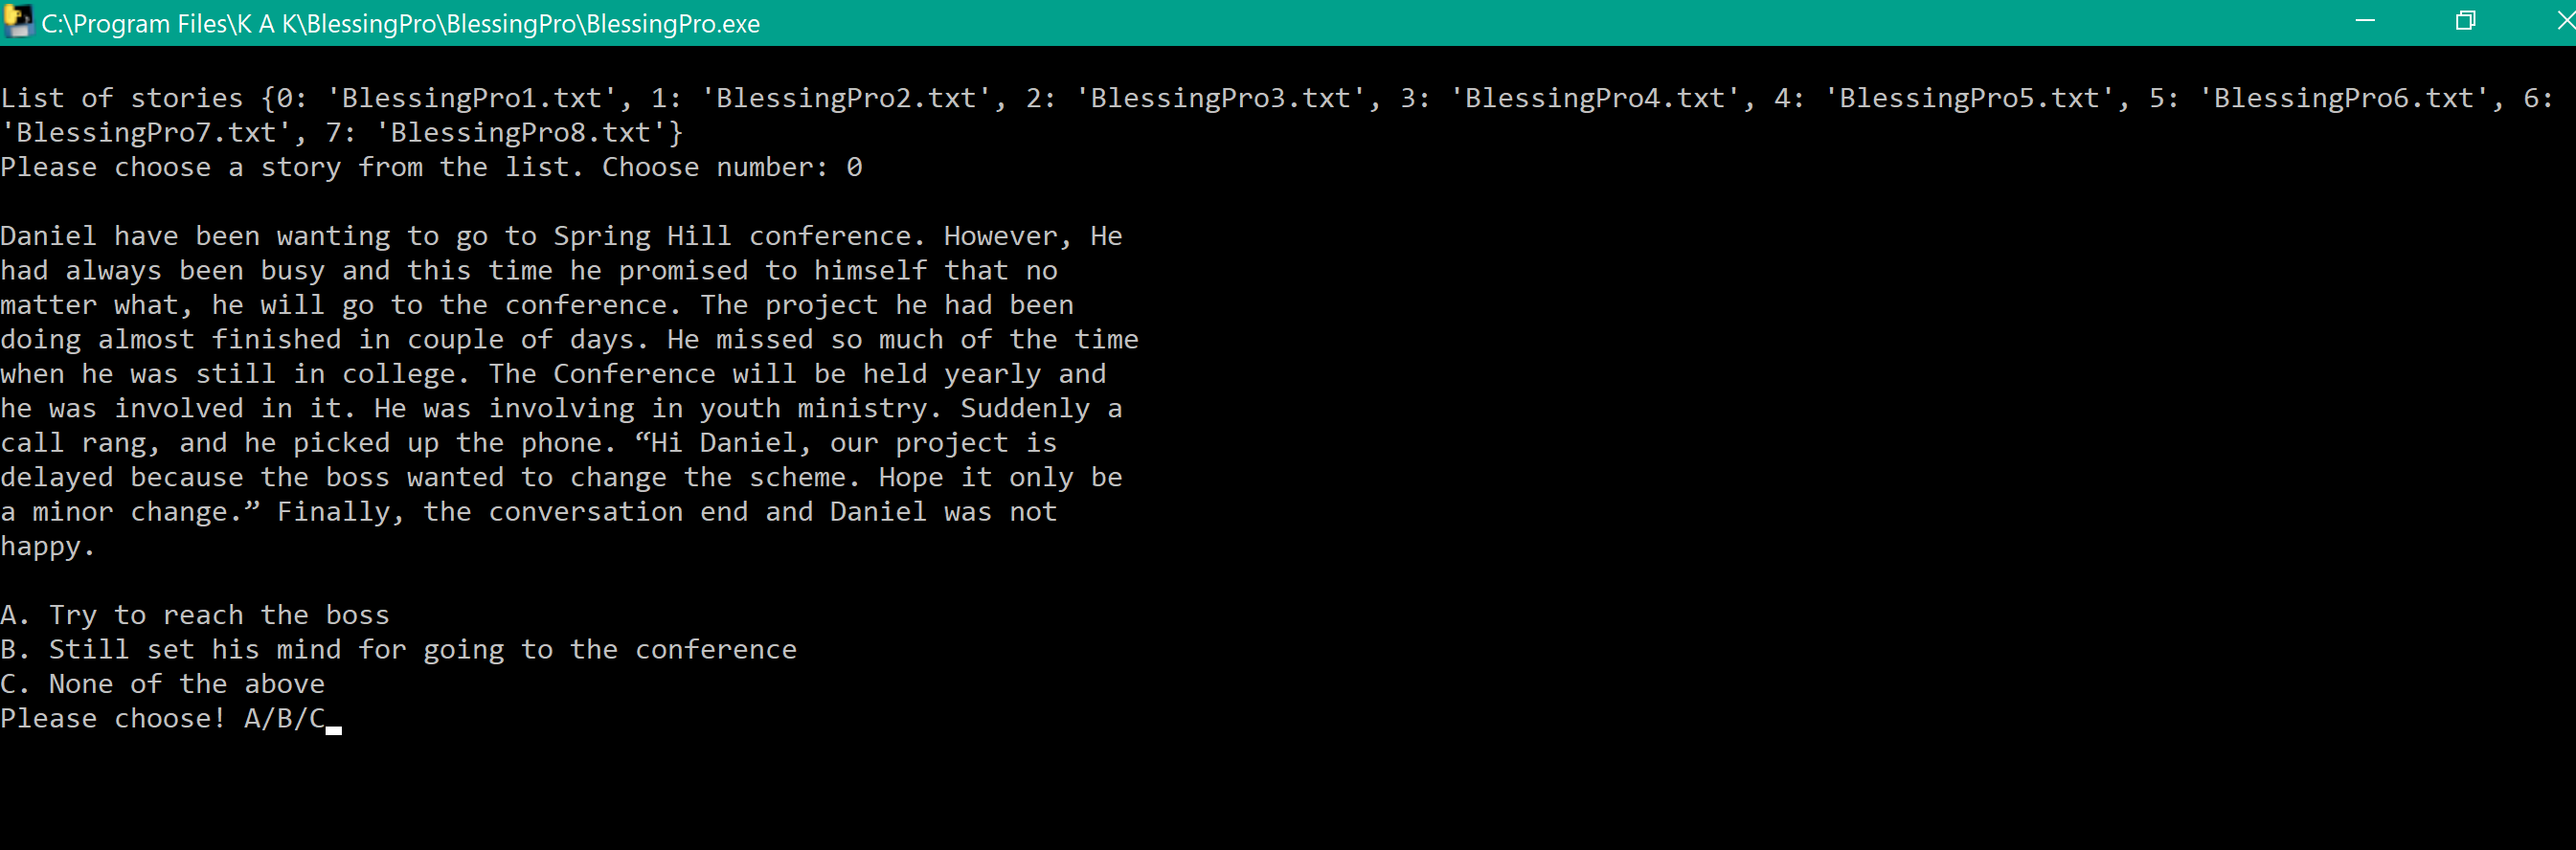 C:\Program Files\K A K\BlessingPro\BlessingPro\BlessingPro.exe
List of stories {0: 'BlessingPro1.txt', 1: 'BlessingPro2.txt', 2: 'BlessingPro3.txt', 3: 'BlessingPro4.txt', 4: 'BlessingPro5.txt', 5: 'BlessingPro6.txt', 6:
'BlessingPro7.txt', 7: 'BlessingPro8.txt'}
Please choose a story from the list. Choose number: 0
Daniel have been wanting to go to Spring Hill conference. However, He
had always been busy and this time he promised to himself that no
matter what, he will go to the conference. The project he had been
doing almost finished in couple of days. He missed so much of the time
when he was still in college. The Conference will be held yearly and
he was involved in it. He was involving in youth ministry. Suddenly a
call rang, and he picked up the phone. “Hi Daniel, our project is
delayed because the boss wanted to change the scheme. Hope it only be
a minor change.” Finally, the conversation end and Daniel was not
happy.
A. Try to reach the boss
B. Still set his mind for going to the conference
C. None of the above
Please choose! A/B/C